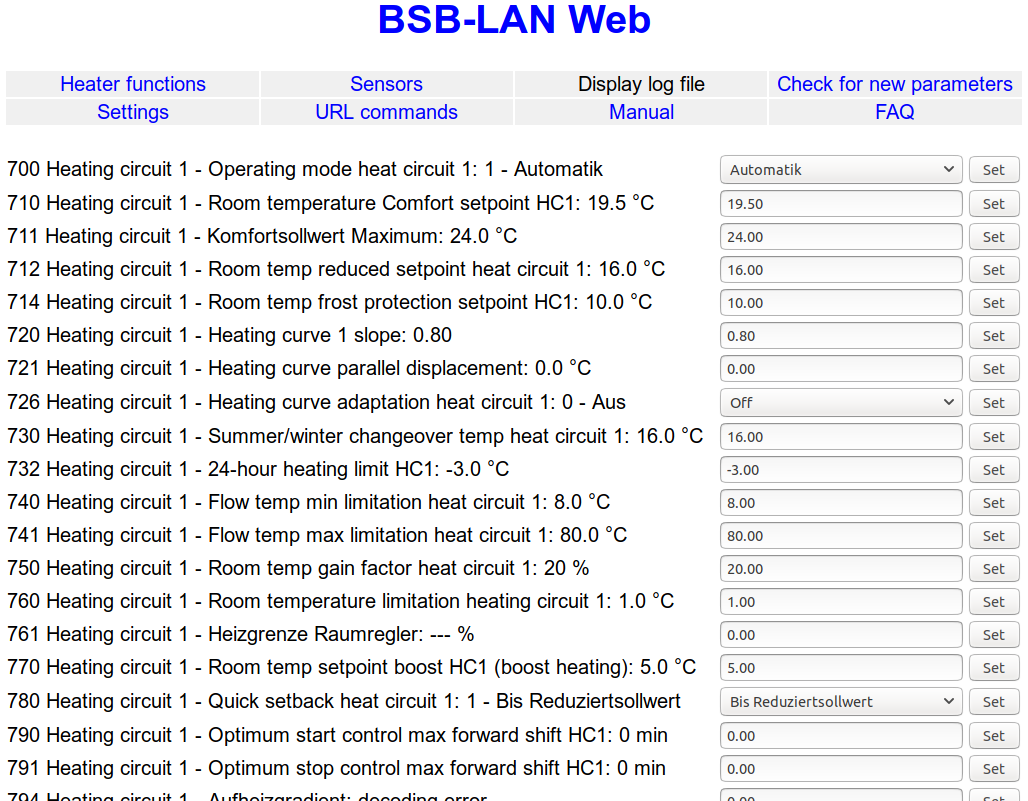 BSB-LAN Web
Heater functions Sensors Display log file Check for new parameters
Settings URL commands Manual FAQ
700 Heating circuit 1 - Operating mode heat circuit 1: 1 - Automatik Automatik Set
710 Heating circuit 1 - Room temperature Comfort setpoint HC1: 19.5 °C 19.50 Set
711 Heating circuit 1 - Komfortsollwert Maximum: 24.0 °C 24.00 Set
712 Heating circuit 1 - Room temp reduced setpoint heat circuit 1: 16.0 °C 16.00 Set
714 Heating circuit 1 - Room temp frost protection setpoint HC1: 10.0 °C 10.00 Set
720 Heating circuit 1 - Heating curve 1 slope: 0.80 0.80 Set
721 Heating circuit 1 - Heating curve parallel displacement: 0.0 °C 0.00 Set
726 Heating circuit 1 - Heating curve adaptation heat circuit 1: 0 - Aus Off Set
730 Heating circuit 1 - Summer/winter changeover temp heat circuit 1: 16.0 °C 16.00 Set
732 Heating circuit 1 - 24-hour heating limit HC1: -3.0 °C -3.00 Set
740 Heating circuit 1 - Flow temp min limitation heat circuit 1: 8.0 °C 8.00 Set
741 Heating circuit 1 - Flow temp max limitation heat circuit 1: 80.0 °C 80.00 Set
750 Heating circuit 1 - Room temp gain factor heat circuit 1: 20 % 20.00 Set
760 Heating circuit 1 - Room temperature limitation heating circuit 1: 1.0 °C 1.00 Set
761 Heating circuit 1 - Heizgrenze Raumregler: --- % 0.00 Set
770 Heating circuit 1 - Room temp setpoint boost HC1 (boost heating): 5.0 °C 5.00 Set
780 Heating circuit 1 - Quick setback heat circuit 1: 1 - Bis Reduziertsollwert Bis Reduziertsollwert Set
790 Heating circuit 1 - Optimum start control max forward shift HC1: 0 min 0.00 Set
791 Heating circuit 1 - Optimum stop control max forward shift HC1: 0 min 0.00 Set
794 Heating circuit 1 - Aufheizgradient: decoding error 0.00 Set